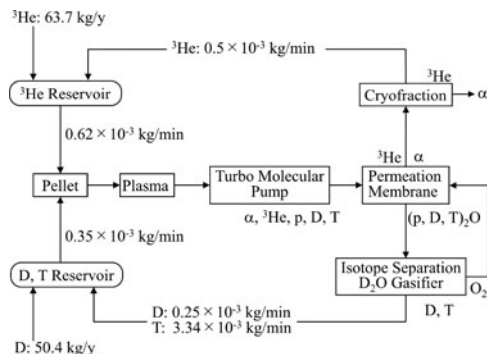 ³He: 63.7 kg/y
³He: 0.5 × 10⁻³ kg/min
³He
³He Reservoir
Cryofraction
α
0.62 × 10⁻³ kg/min
³He α
Pellet
Plasma
Turbo Molecular
Pump
Permeation
Membrane
α, ³He, p, D, T
(p, D, T)₂O
0.35 × 10⁻³ kg/min
Isotope Separation
D₂O Gasifier
O₂
D, T Reservoir
D: 0.25 × 10⁻³ kg/min
T: 3.34 × 10⁻³ kg/min
D, T
D: 50.4 kg/y